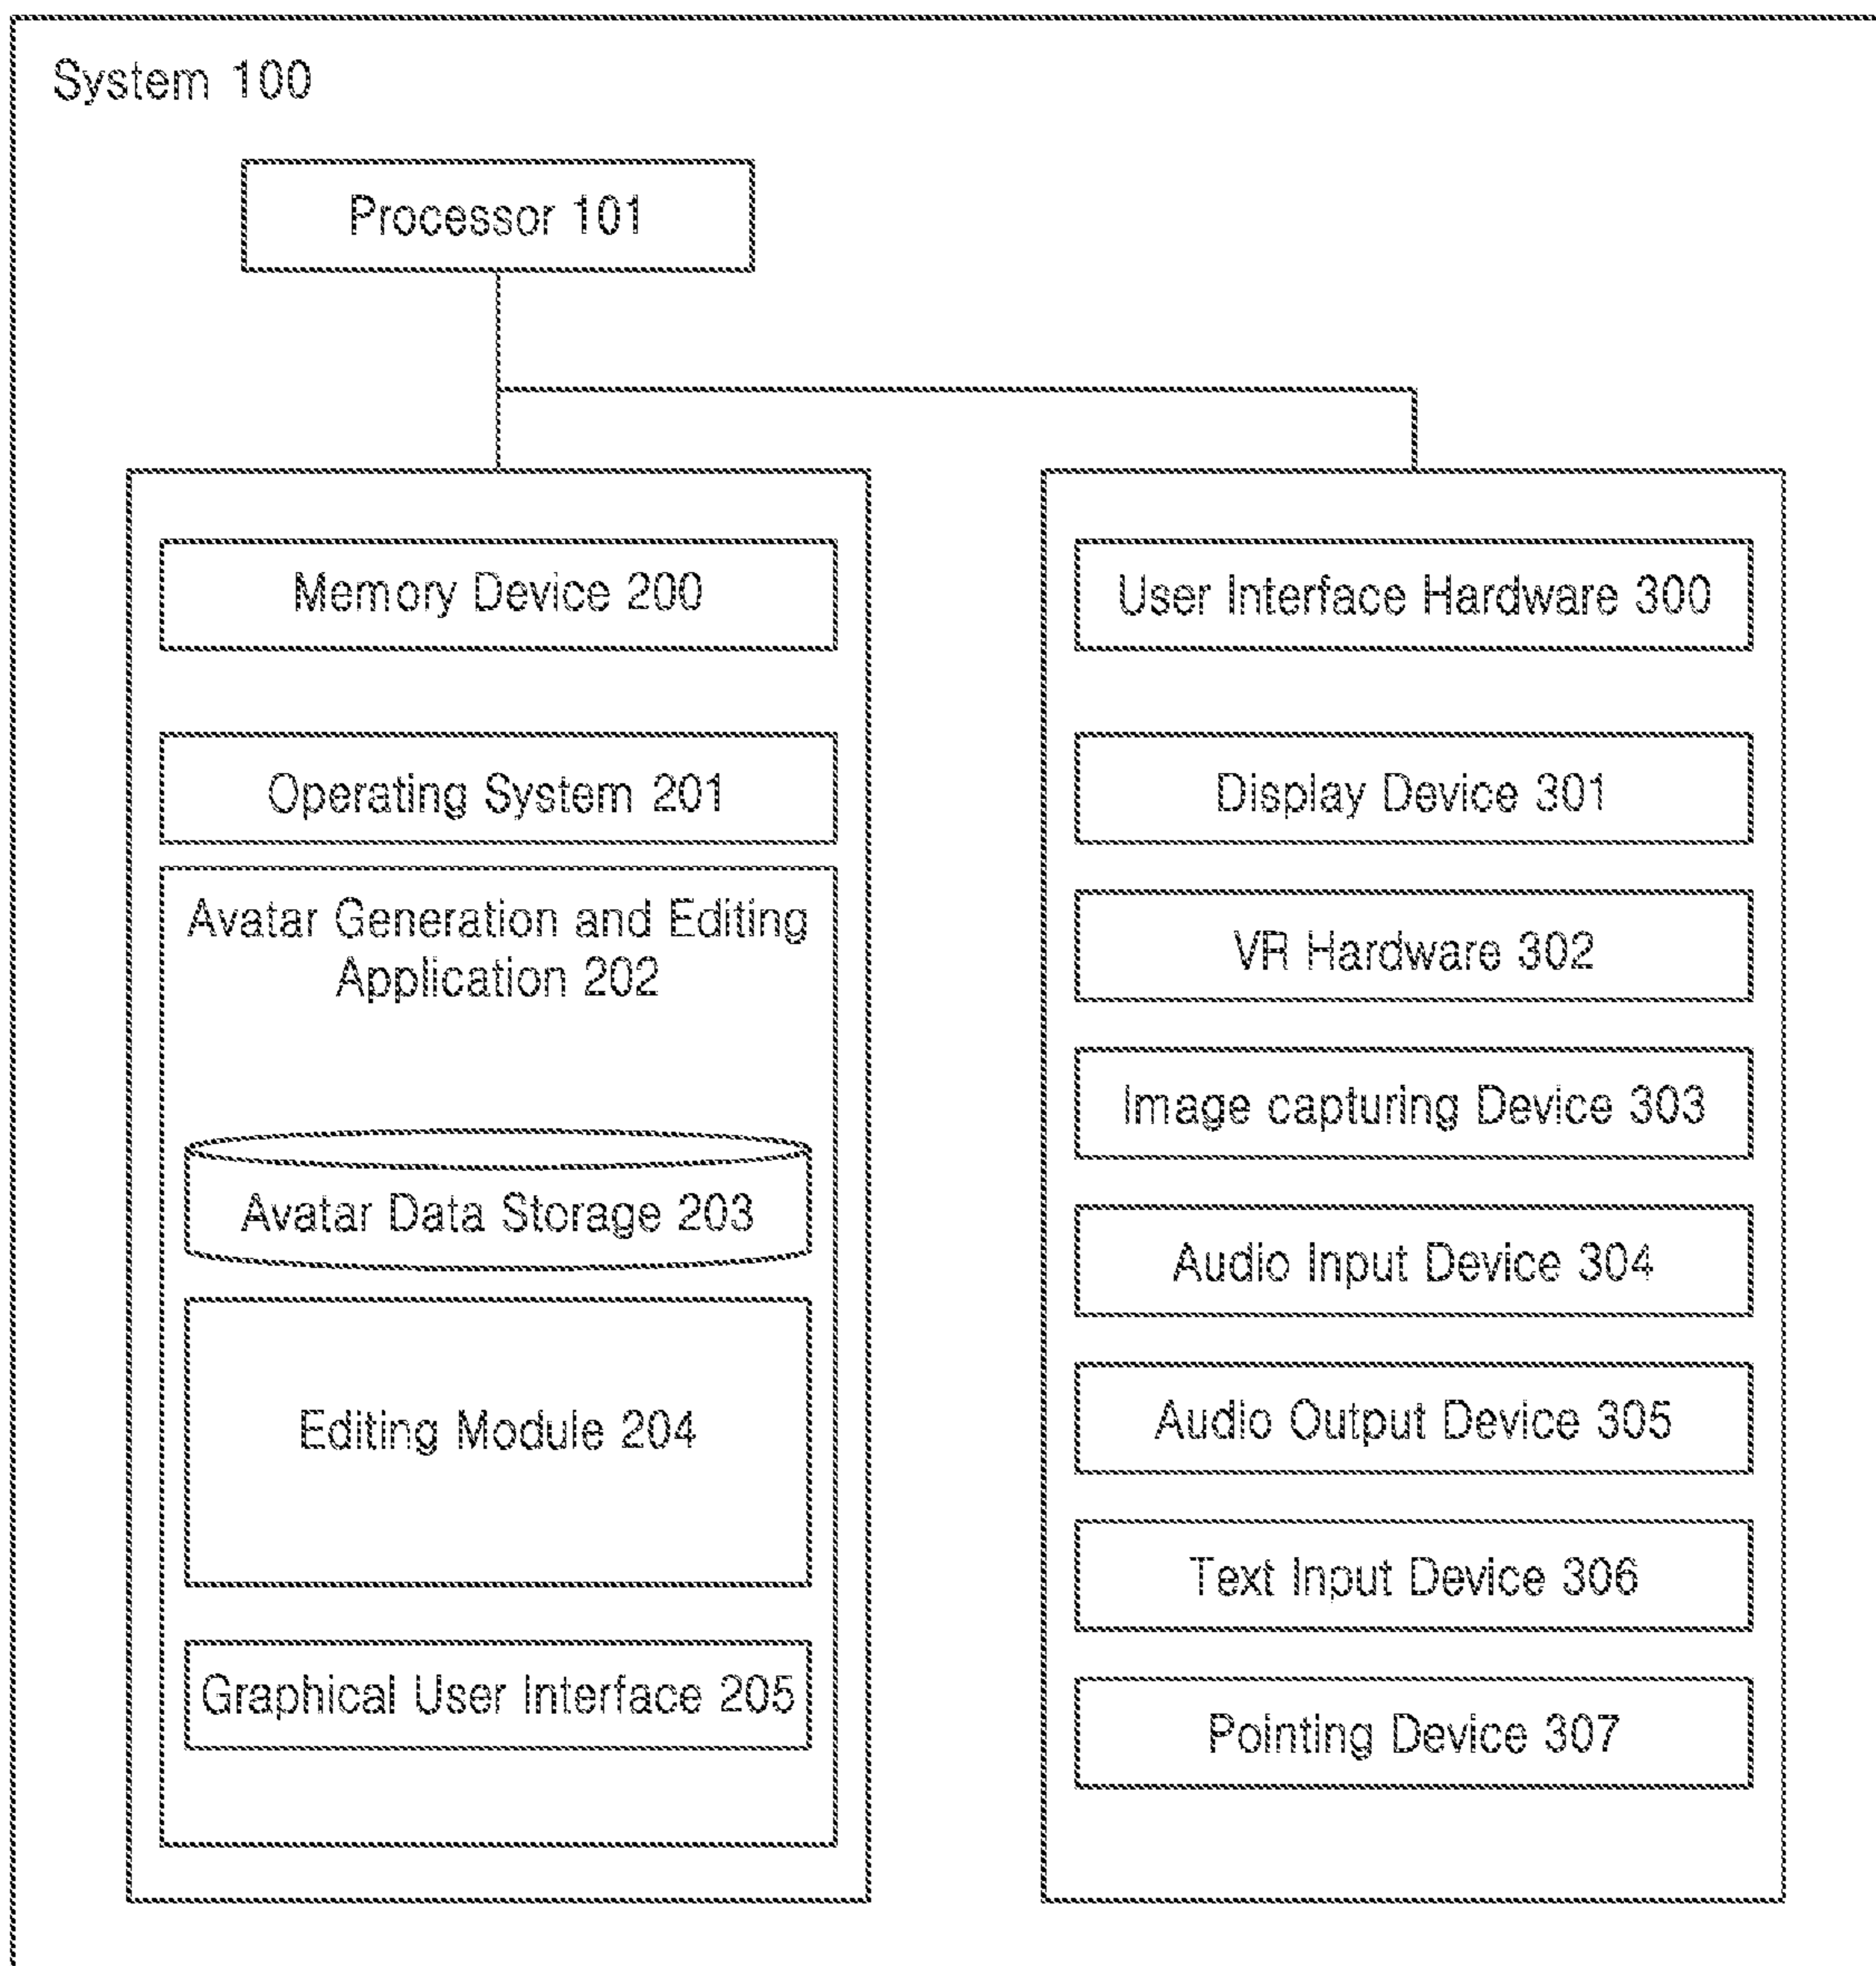 System 100
Processor 101
Memory Device 200
Operating System 201
Avatar Generation and Editing
Application 202
Avatar Data Storage 203
Editing Module 204
Graphical User Interface 205
User Interface Hardware 300
Display Device 301
VR Hardware 302
Image capturing Device 303
Audio Input Device 304
Audio Output Device 305
Text Input Device 306
Pointing Device 307